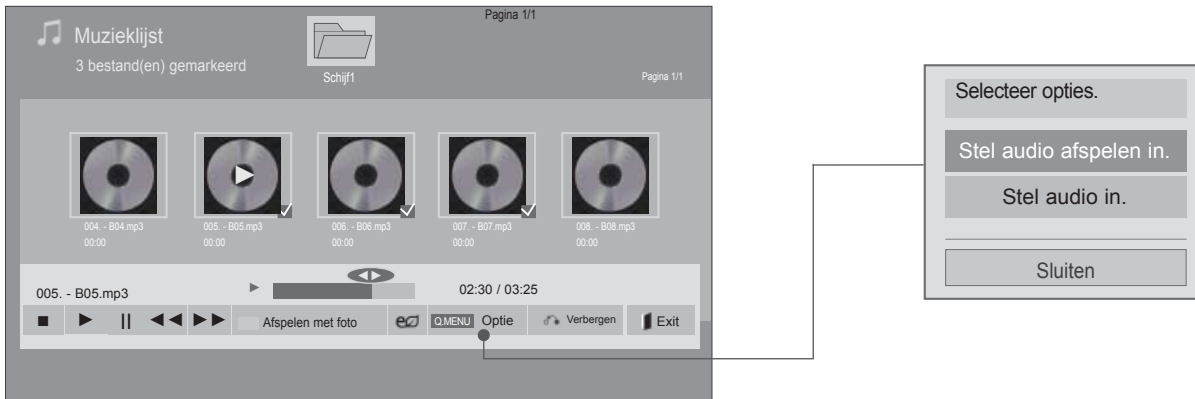 Pagina 1/1
Muzieklijst
3 bestand(en) gemarkeerd
Schijf1
Pagina 1/1
004. - B04.mp3
00:00
005. - B05.mp3
00:00
006. - B06.mp3
00:00
007. - B07.mp3
00:00
008. - B08.mp3
00:00
005. - B05.mp3
02:30 / 03:25
Afspelen met foto
Q.MENU Optie
Verbergen
Exit
Selecteer opties.
Stel audio afspelen in.
Stel audio in.
Sluiten